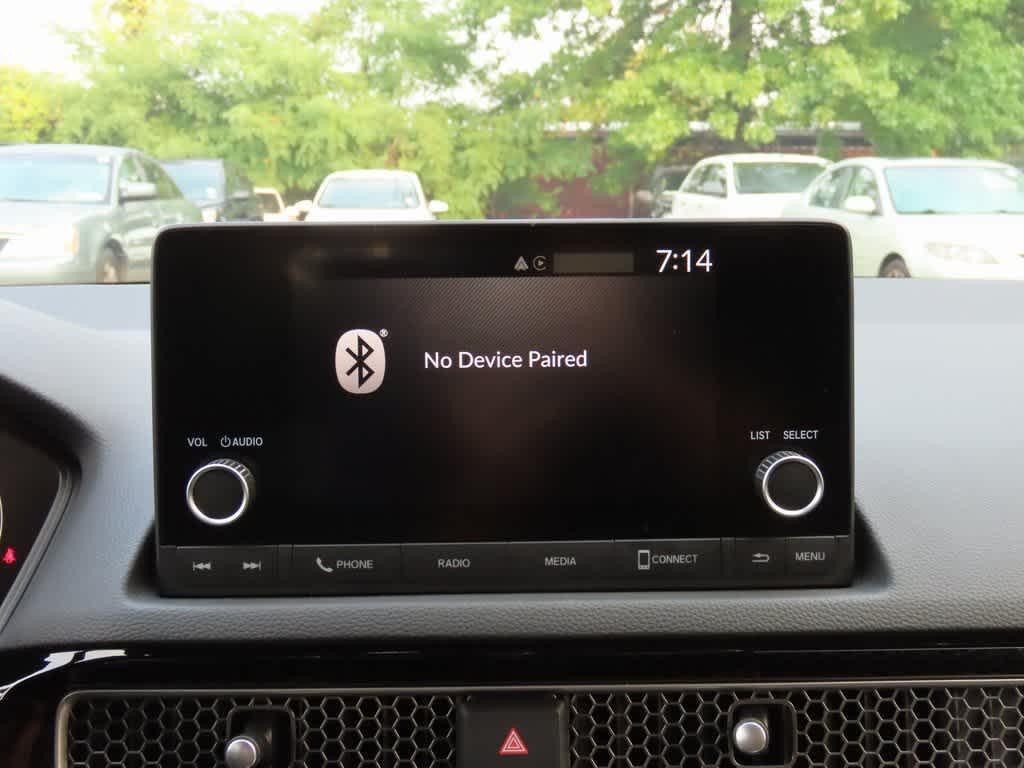 7:14
®
No Device Paired
VOL AUDIO
LIST SELECT
PHONE RADIO MEDIA CONNECT MENU